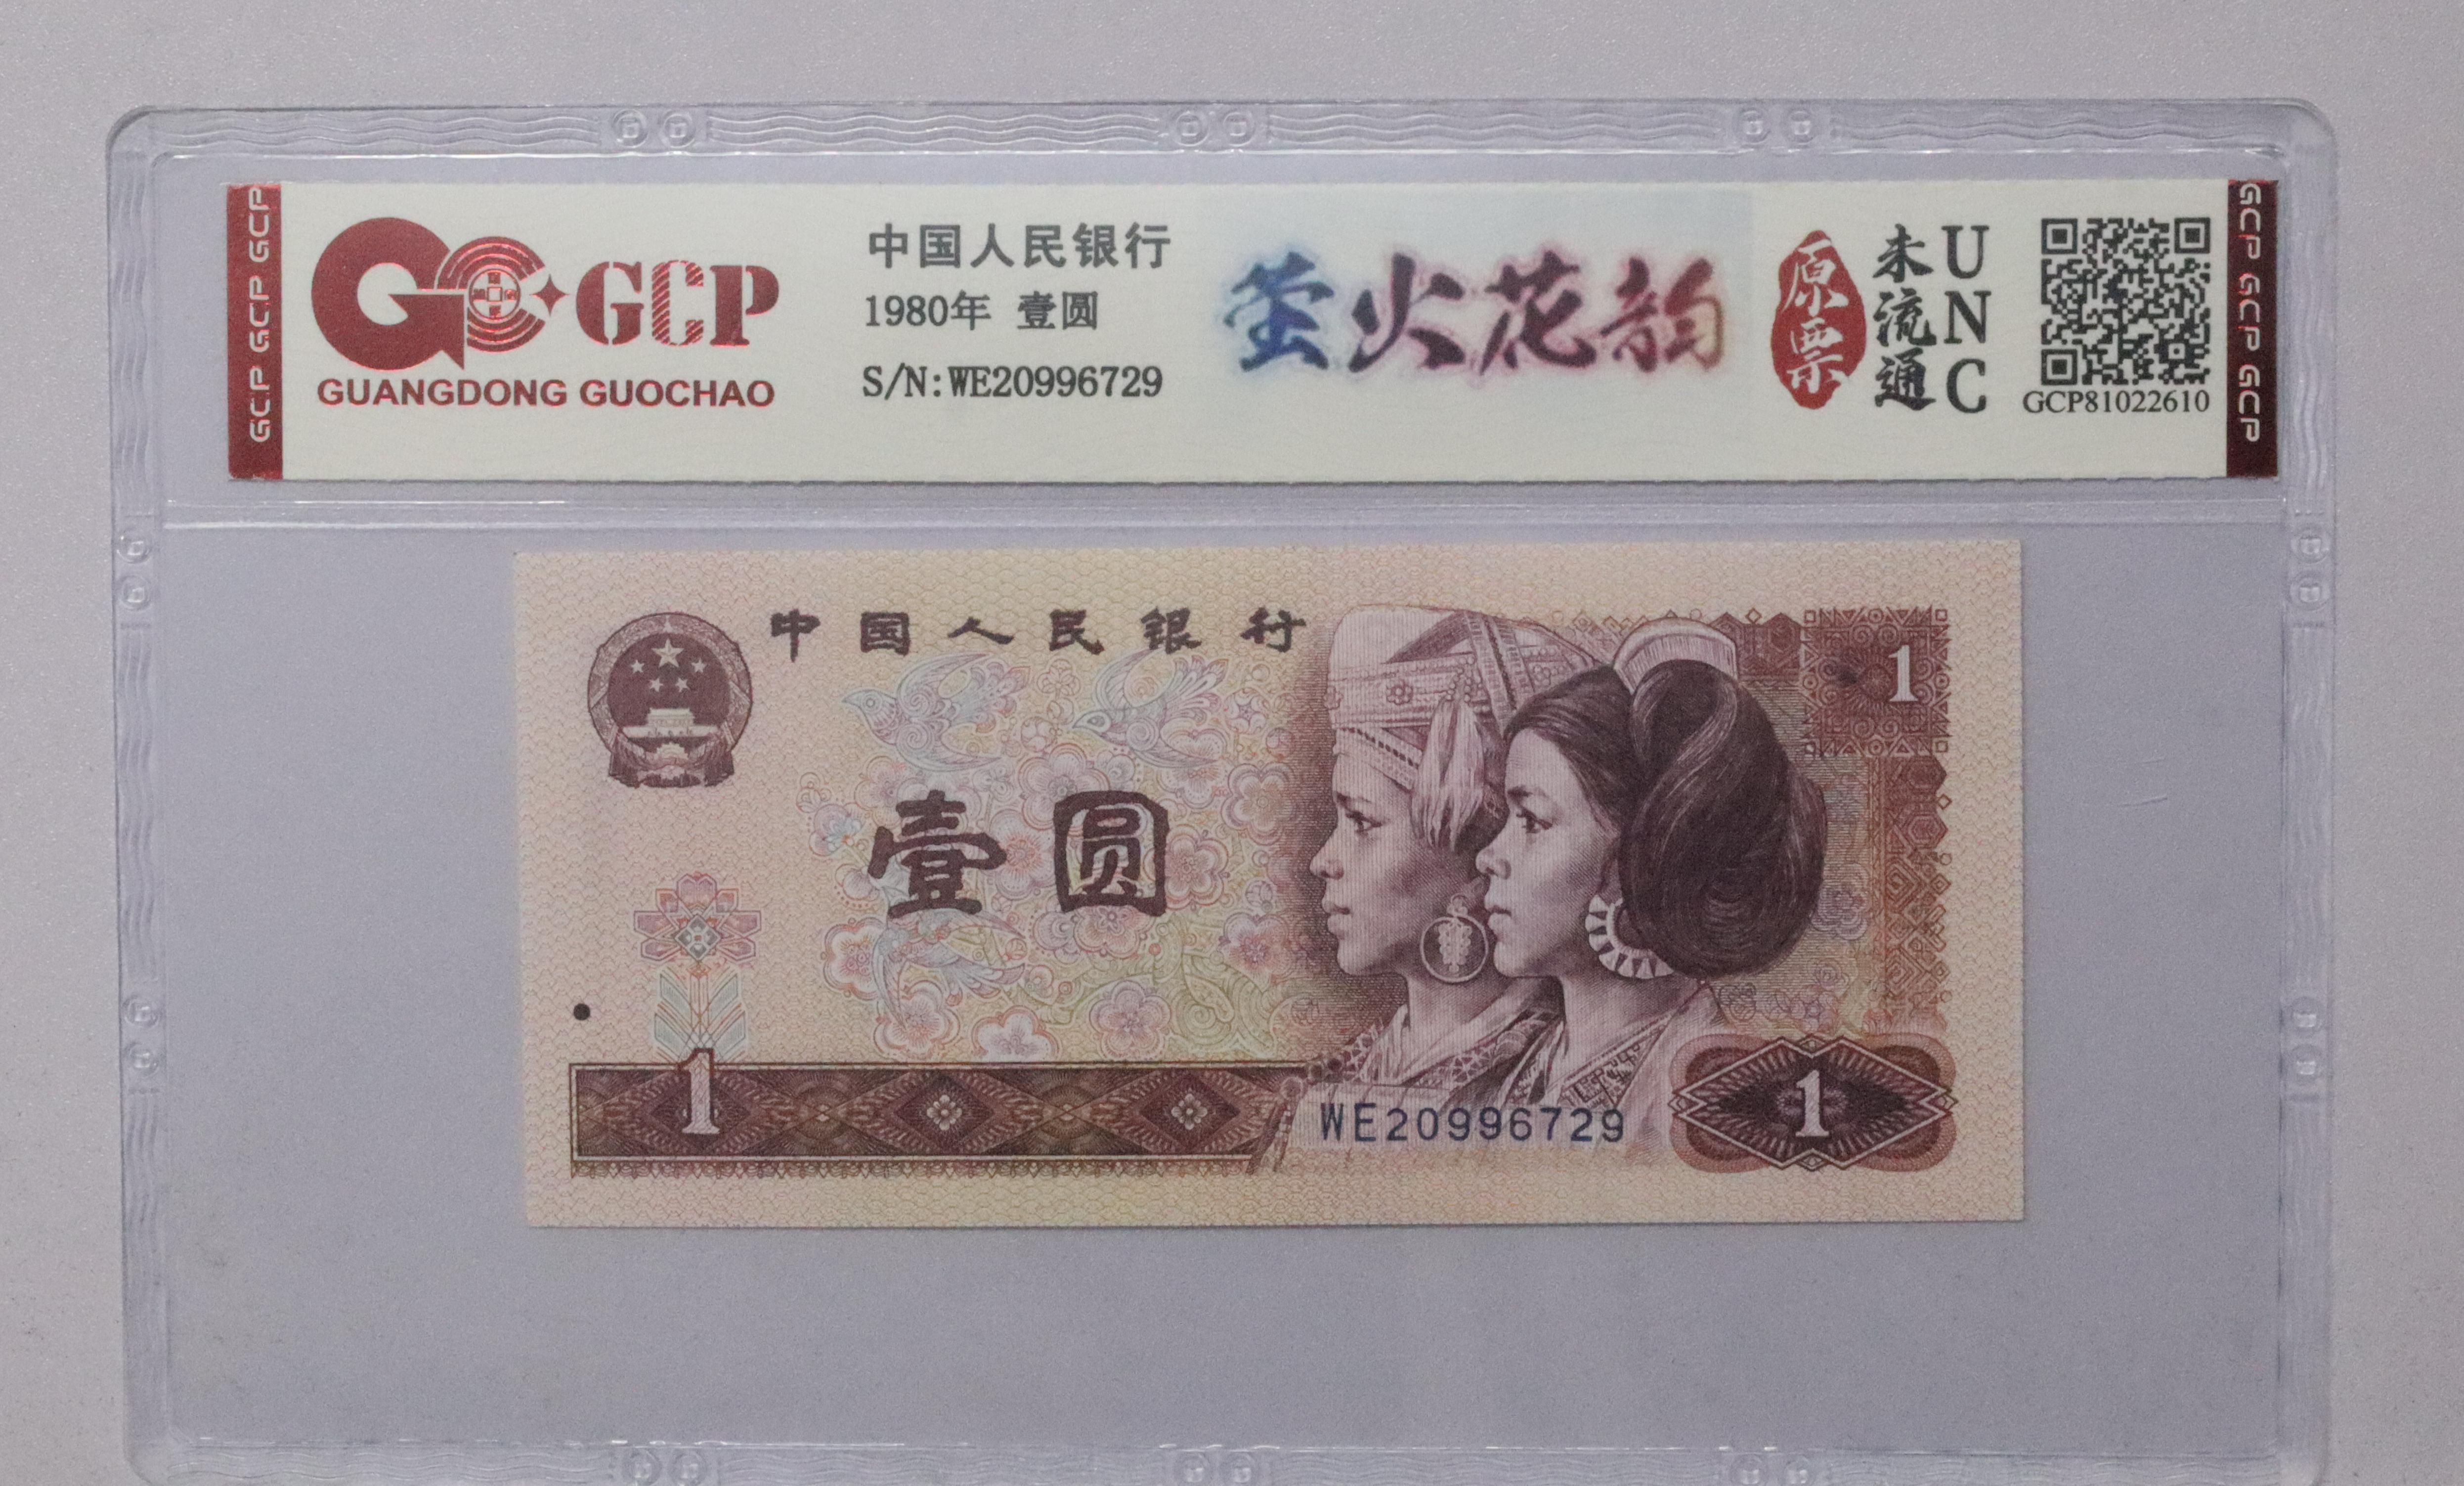 GCP GCP GCP
GCP
GUANGDONG GUOCHAO
中国人民银行
1980年 壹圆
S/N:WE20996729
萤火花韵
原票
未流通
UNC
GCP81022610
GCP GCP GCP
中国人民银行
1
壹圆
1
WE20996729
1